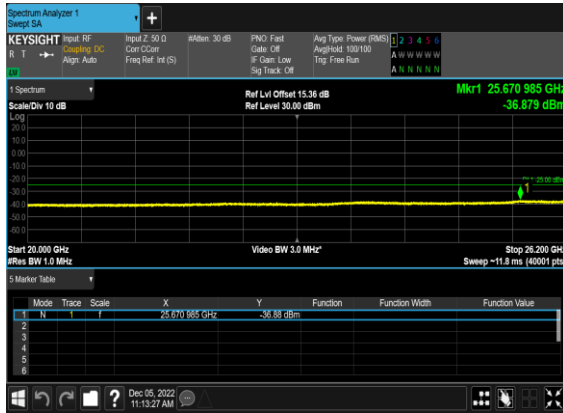 Spectrum Analyzer 1
Swept SA
+
KEYSIGHT
R T
LXI
Input: RF
Coupling: DC
Align: Auto
Input Z: 50 Ω
Corr CCorr
Freq Ref: Int (S)
#Atten: 30 dB
PNO: Fast
Gate: Off
IF Gain: Low
Sig Track: Off
Avg Type: Power (RMS)
Avg|Hold: 100/100
Trig: Free Run
1 2 3 4 5 6
A W W W W W
A N N N N N
1 Spectrum
Scale/Div 10 dB
Ref Lvl Offset 15.36 dB
Ref Level 30.00 dBm
Mkr1 25.670 985 GHz
-36.879 dBm
Log
20.0
10.0
0.00
-10.0
-20.0
-30.0
-40.0
-50.0
-60.0
-25.00 dBm
1
Start 20.000 GHz
#Res BW 1.0 MHz
Video BW 3.0 MHz*
Stop 26.200 GHz
Sweep ~11.8 ms (40001 pts)
5 Marker Table
Mode Trace Scale X Y Function Function Width Function Value
1 N 1 f 25.670 985 GHz -36.88 dBm
2
3
4
5
6
?
Dec 05, 2022
11:13:27 AM